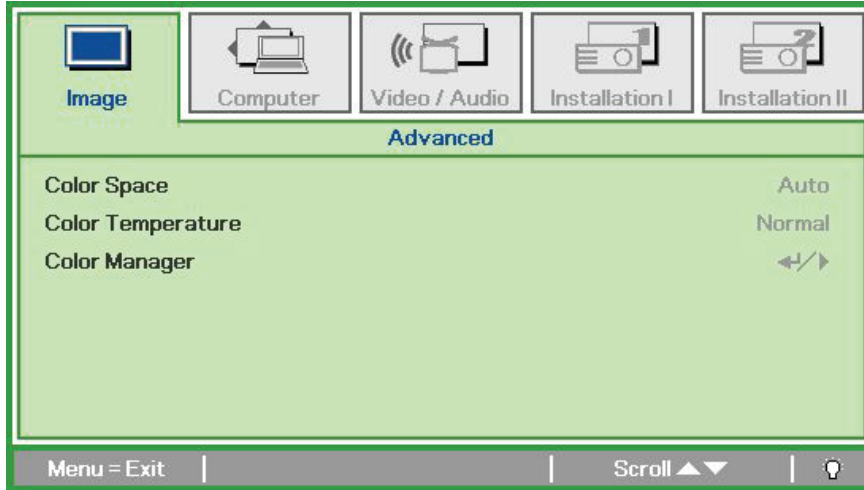 Image
Computer
Video / Audio
Installation I
Installation II
Advanced
Color Space Auto
Color Temperature Normal
Color Manager
Menu = Exit Scroll